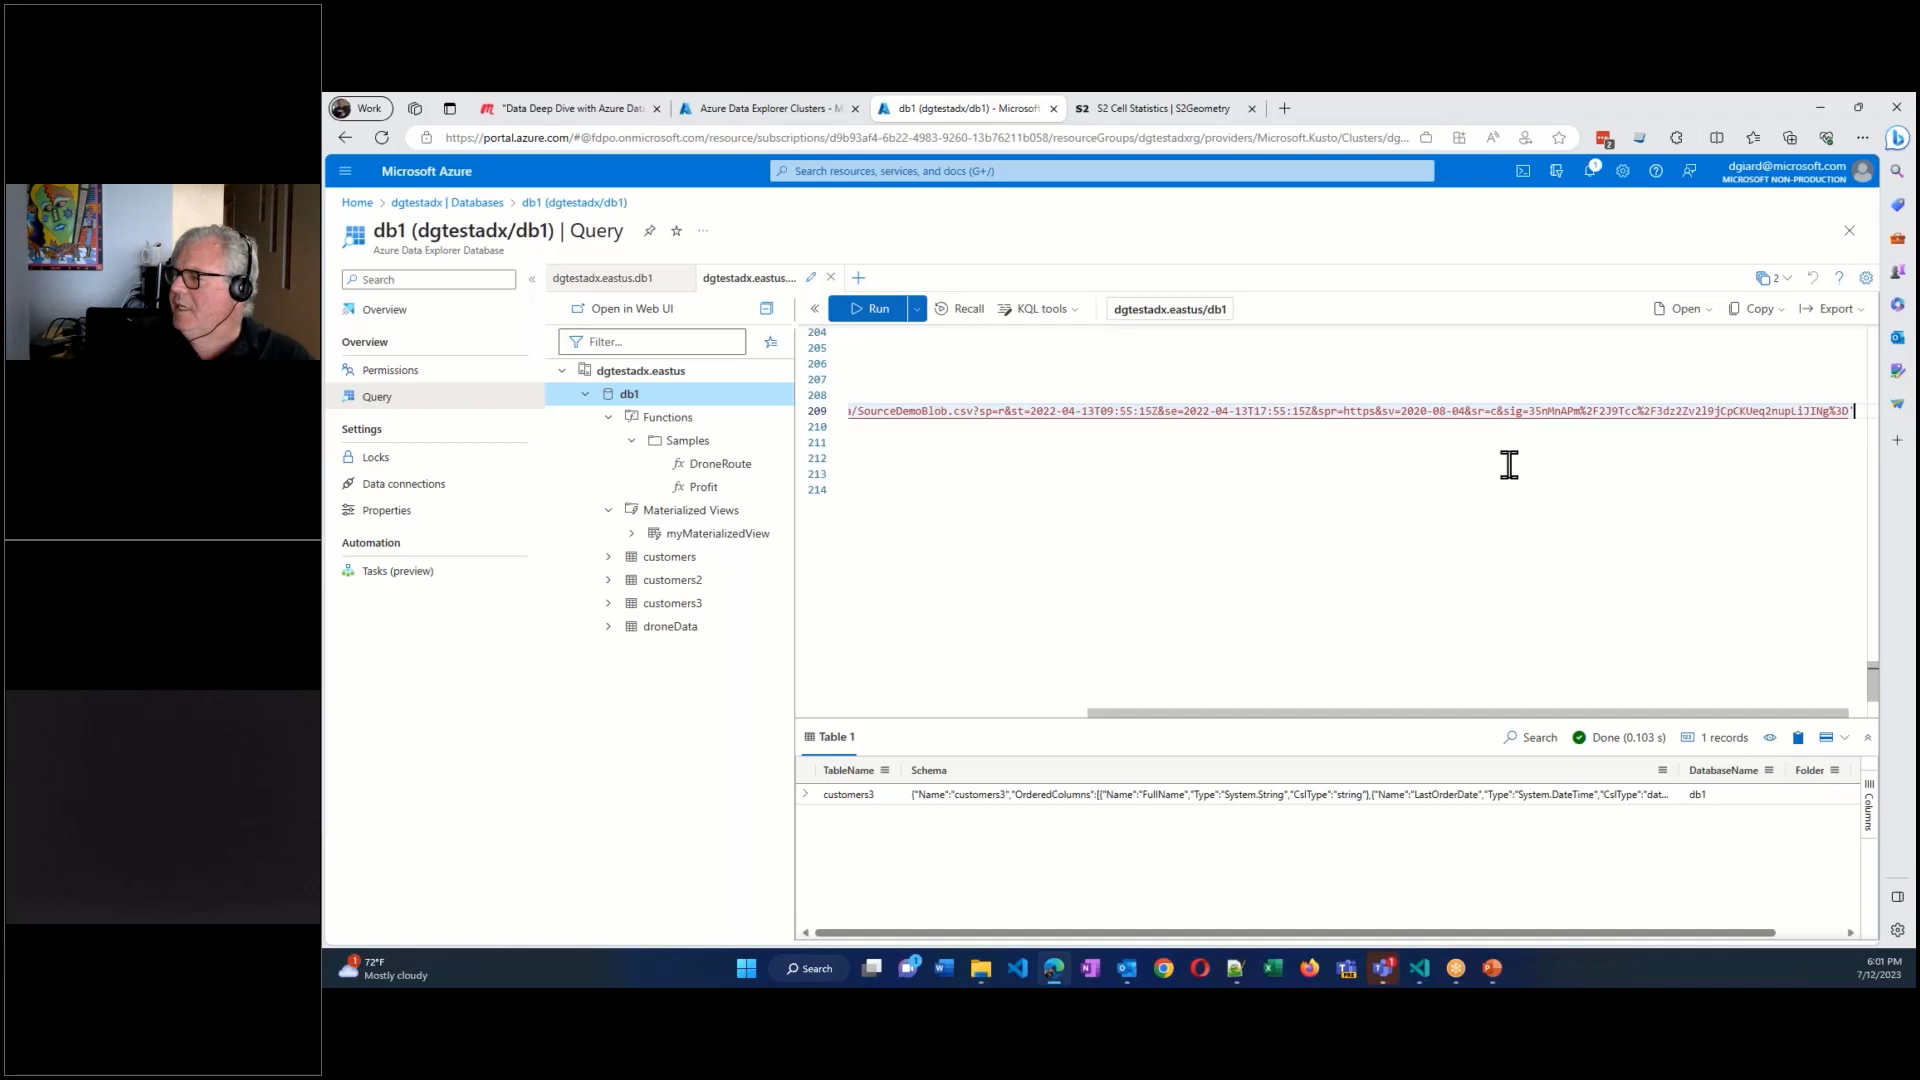 Work
"Data Deep Dive with Azure Dat
Azure Data Explorer Clusters - M
db1 (dgtestadx/db1) - Microsoft
S2 S2 Cell Statistics | S2Geometry
https://portal.azure.com/#@fdpo.onmicrosoft.com/resource/subscriptions/d9b93af4-6b22-4983-9260-13b76211b058/resourceGroups/dgtestadxrg/providers/Microsoft.Kusto/Clusters/dg...
Microsoft Azure
Search resources, services, and docs (G+/)
1
dgiard@microsoft.com
MICROSOFT NON-PRODUCTION
Home > dgtestadx | Databases > db1 (dgtestadx/db1)
db1 (dgtestadx/db1) | Query
Azure Data Explorer Database
Search
Overview
Overview
Permissions
Query
Settings
Locks
Data connections
Properties
Automation
Tasks (preview)
dgtestadx.eastus.db1
dgtestadx.eastus....
2
Open in Web UI
Filter...
dgtestadx.eastus
db1
Functions
Samples
fx DroneRoute
fx Profit
Materialized Views
myMaterializedView
customers
customers2
customers3
droneData
Run
Recall
KQL tools
dgtestadx.eastus/db1
Open
Copy
Export
204
205
206
207
208
209 a/SourceDemoBlob.csv?sp=r&st=2022-04-13T09:55:15Z&se=2022-04-13T17:55:15Z&spr=https&sv=2020-08-04&sr=c&sig=35nMnAPm%2F2J9Tcc%2F3dz2Zv2l9jCpCKUeq2nupLiJINg%3D'
210
211
212
213
214
Table 1
Search
Done (0.103 s)
1 records
TableName Schema DatabaseName Folder
customers3 {"Name":"customers3","OrderedColumns":[{"Name":"FullName","Type":"System.String","CslType":"string"},{"Name":"LastOrderDate","Type":"System.DateTime","CslType":"dat... db1
Columns
72°F
Mostly cloudy
Search
6:01 PM
7/12/2023